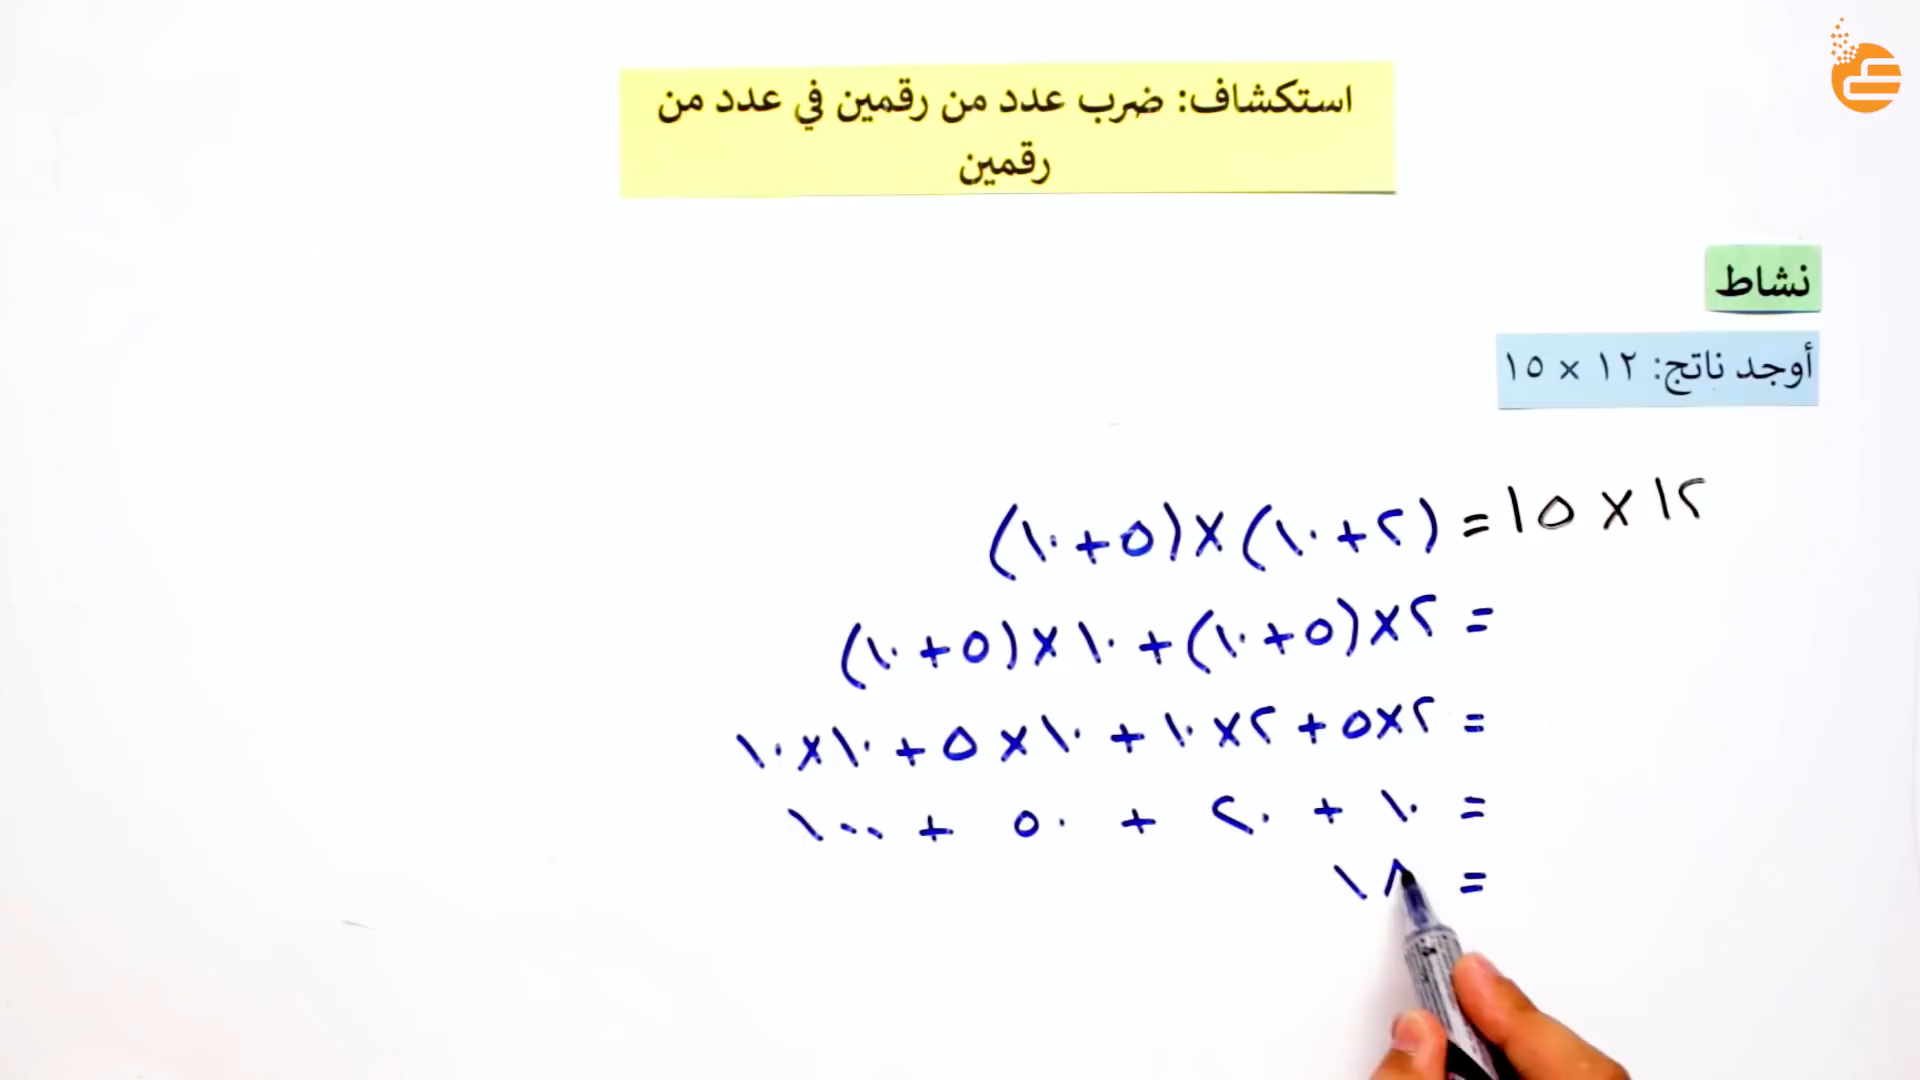 استكشاف: ضرب عدد من رقمين في عدد من
رقمين
نشاط
أوجد ناتج: ١٢ × ١٥
١٢ × ١٥ = (٢ + ١٠) × (٥ + ١٠)
= ٢ × (٥ + ١٠) + ١٠ × (٥ + ١٠)
= ٢ × ٥ + ٢ × ١٠ + ١٠ × ٥ + ١٠ × ١٠
= ١٠ + ٢٠ + ٥٠ + ١٠٠
= ١٨